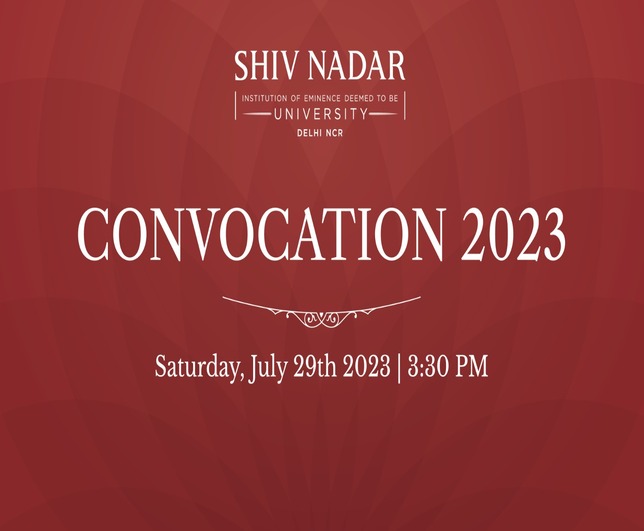 SHIV NADAR
INSTITUTION OF EMINENCE DEEMED TO BE
UNIVERSITY
DELHI NCR
CONVOCATION 2023
Saturday, July 29th 2023 | 3:30 PM